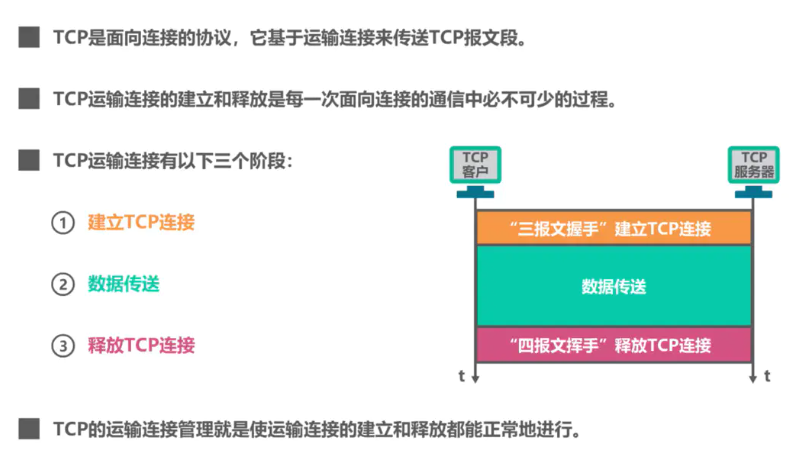 TCP是面向连接的协议，它基于运输连接来传送TCP报文段。
TCP运输连接的建立和释放是每一次面向连接的通信中必不可少的过程。
TCP运输连接有以下三个阶段：
① 建立TCP连接
② 数据传送
③ 释放TCP连接
TCP
客户
TCP
服务器
“三报文握手”建立TCP连接
数据传送
“四报文挥手”释放TCP连接
t
t
TCP的运输连接管理就是使运输连接的建立和释放都能正常地进行。